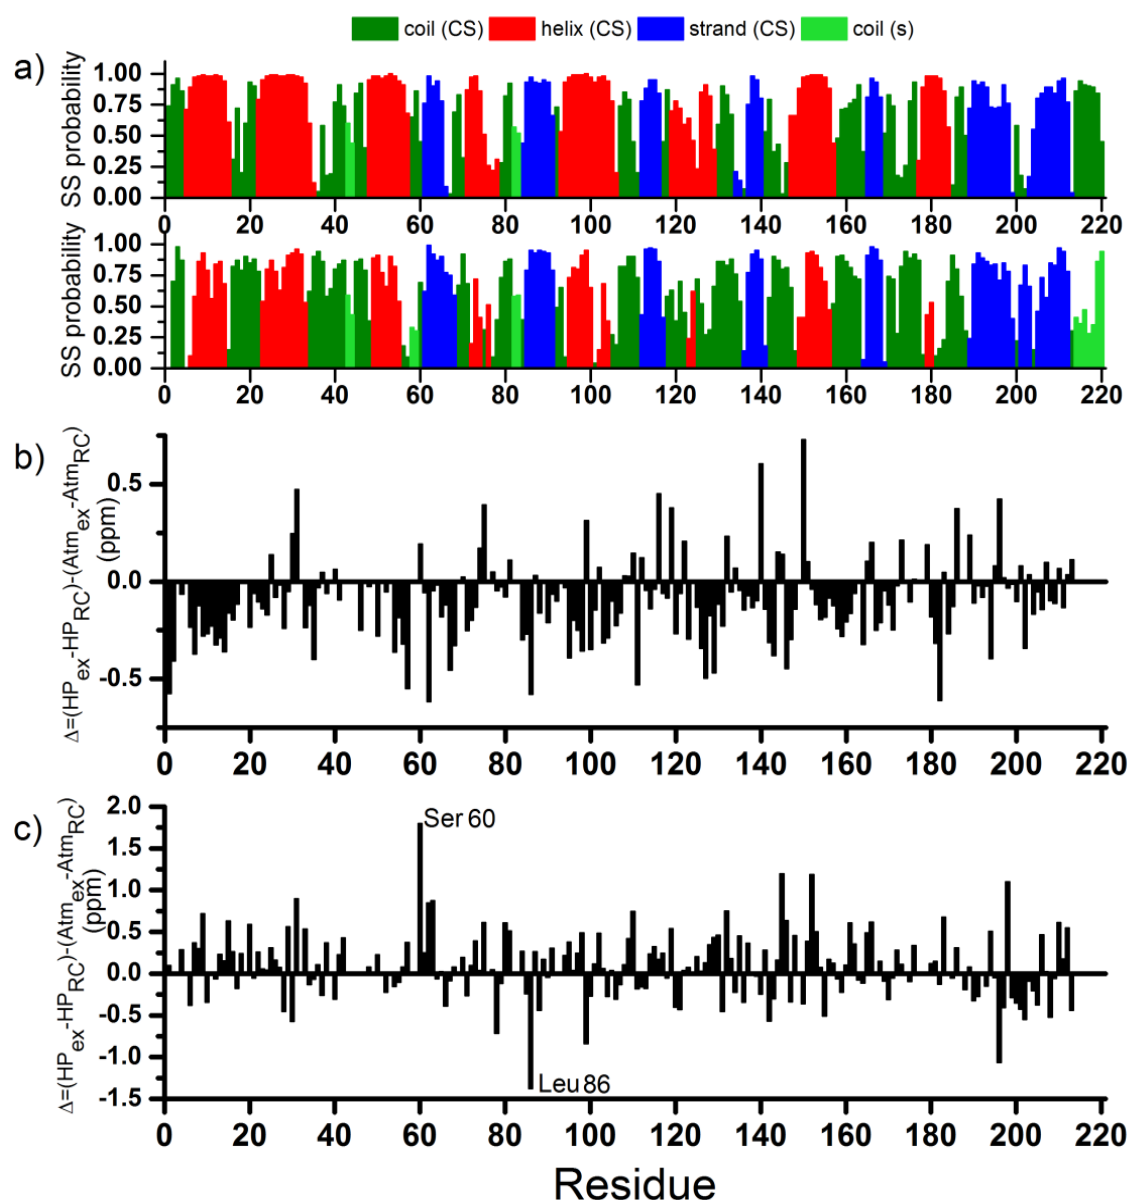 coil (CS) helix (CS) strand (CS) coil (s)
a)
SS probability
1.00
0.75
0.50
0.25
0.00
0 20 40 60 80 100 120 140 160 180 200 220
SS probability
1.00
0.75
0.50
0.25
0.00
0 20 40 60 80 100 120 140 160 180 200 220
b)
Δ=(HPex-HPRC)-(Atmex-AtmRC)
(ppm)
0.5
0.0
-0.5
0 20 40 60 80 100 120 140 160 180 200 220
c)
Δ=(HPex-HPRC)-(Atmex-AtmRC)
(ppm)
2.0
1.5
1.0
0.5
0.0
-0.5
-1.0
-1.5
Ser 60
Leu 86
0 20 40 60 80 100 120 140 160 180 200 220
Residue